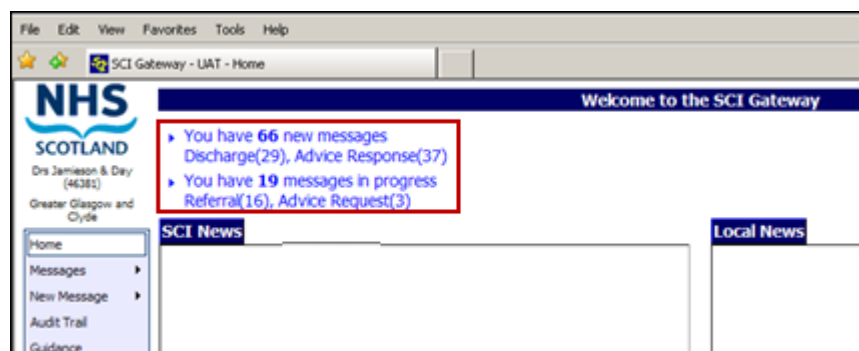 File Edit View Favorites Tools Help
SCI Gateway - UAT - Home
NHS
SCOTLAND
Drs Jamieson & Day
(46381)
Greater Glasgow and
Clyde
Welcome to the SCI Gateway
You have 66 new messages
Discharge(29), Advice Response(37)
You have 19 messages in progress
Referral(16), Advice Request(3)
SCI News
Local News
Home
Messages
New Message
Audit Trail
Guidance